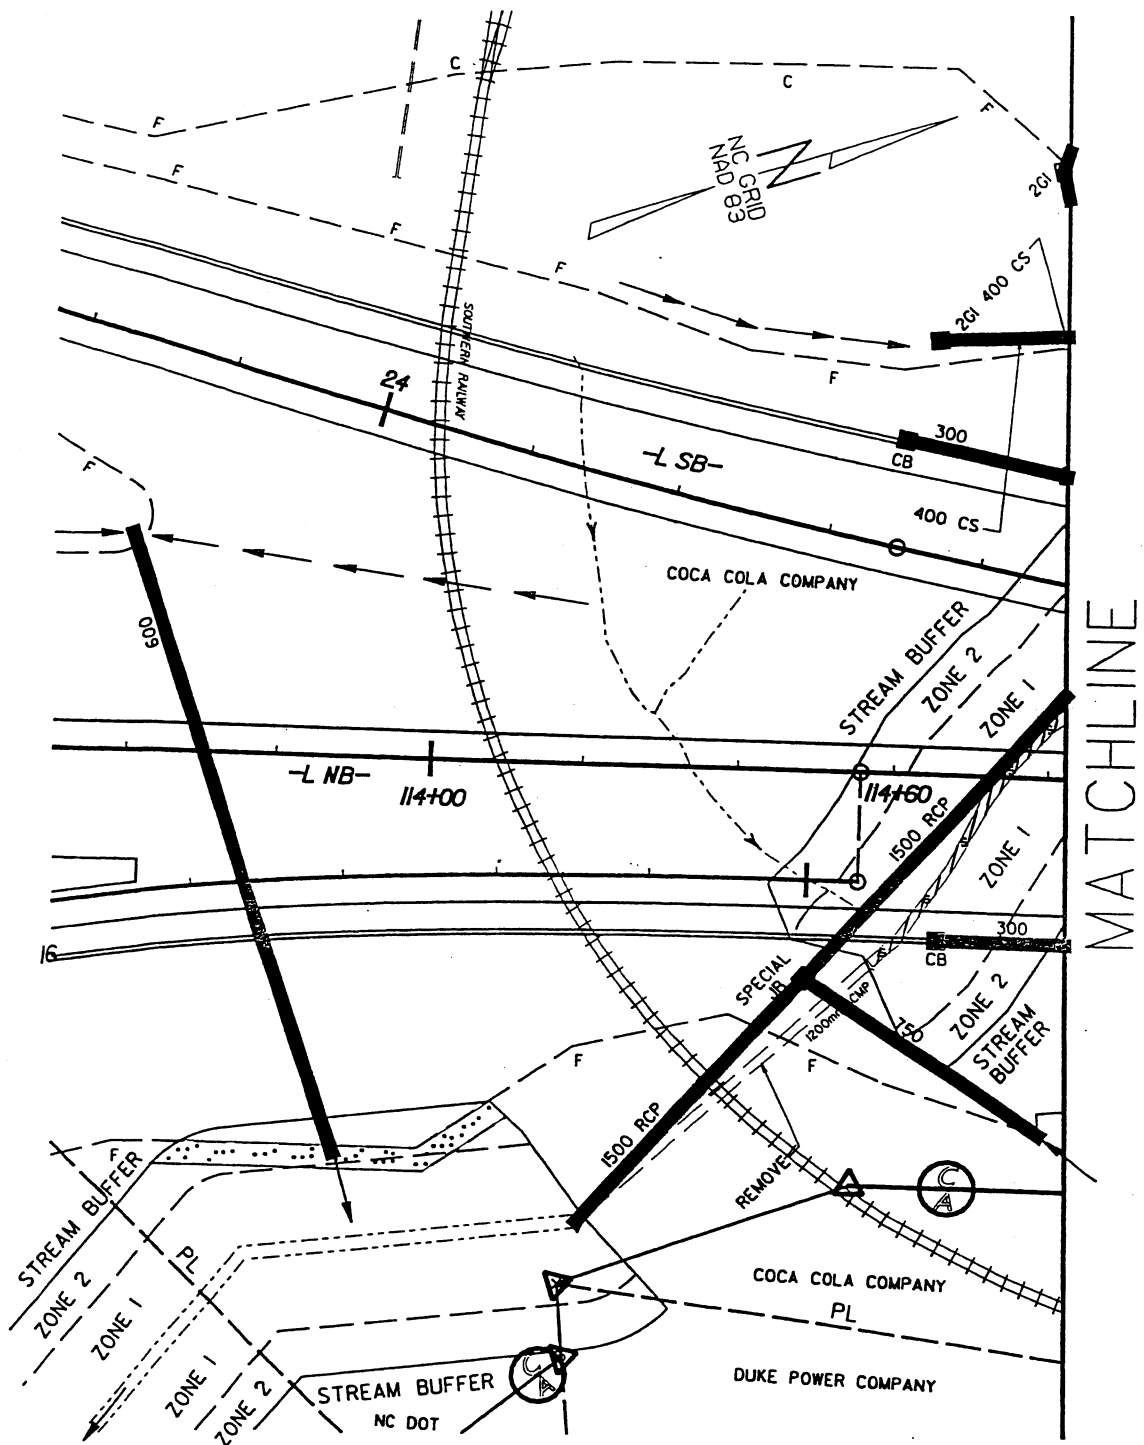 C
C
F
F
F
F
F
F
NC GRID
NAD 83
2GI
2GI 400 CS
SOUTHERN RAILWAY
24
-L SB-
300
CB
400 CS
F
COCA COLA COMPANY
600
STREAM BUFFER
ZONE 2
ZONE 1
MATCHLINE
-L NB-
114+00
114+60
1500 RCP
S
S
S
ZONE 1
16
300
CB
SPECIAL
JB
1200mm CMP
750
ZONE 2
STREAM
BUFFER
F
F
F
1500 RCP
REMOVE
C
A
STREAM BUFFER
PL
ZONE 2
ZONE 1
COCA COLA COMPANY
PL
ZONE 1
ZONE 2
STREAM BUFFER
C
A
NC DOT
DUKE POWER COMPANY